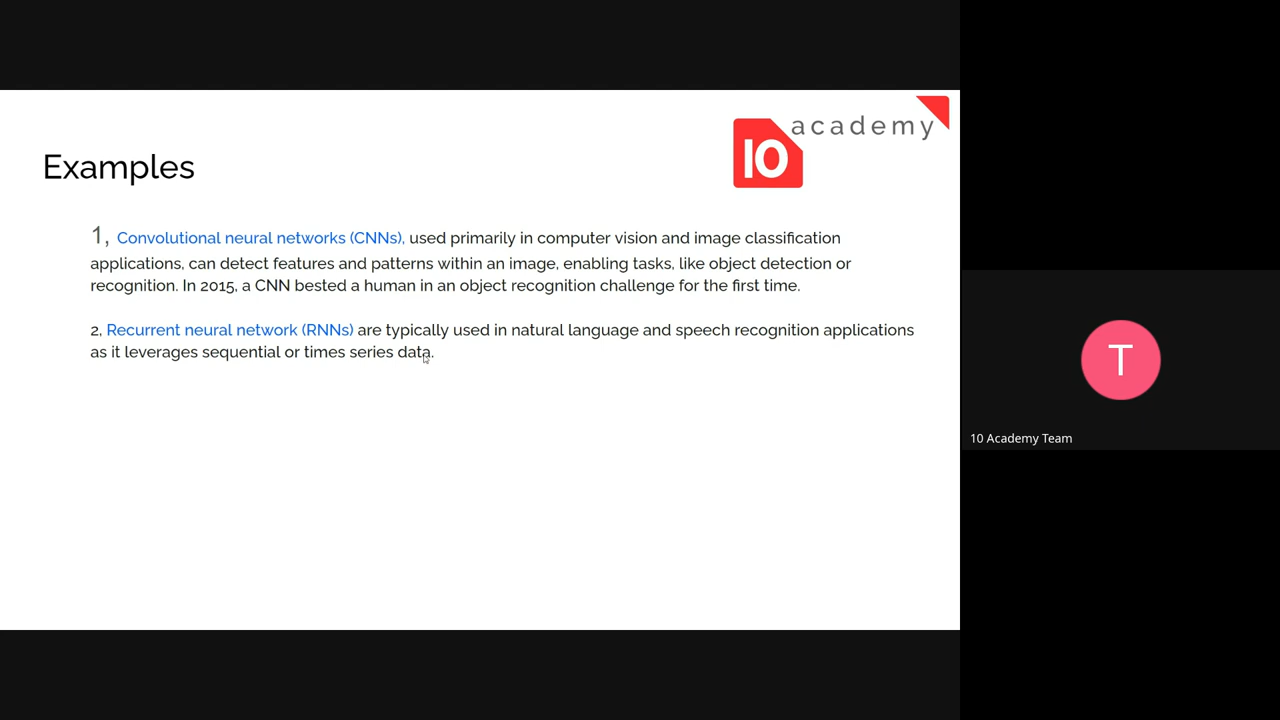 academy
10
Examples
1, Convolutional neural networks (CNNs), used primarily in computer vision and image classification
applications, can detect features and patterns within an image, enabling tasks, like object detection or
recognition. In 2015, a CNN bested a human in an object recognition challenge for the first time.
2, Recurrent neural network (RNNs) are typically used in natural language and speech recognition applications
as it leverages sequential or times series data.
T
10 Academy Team